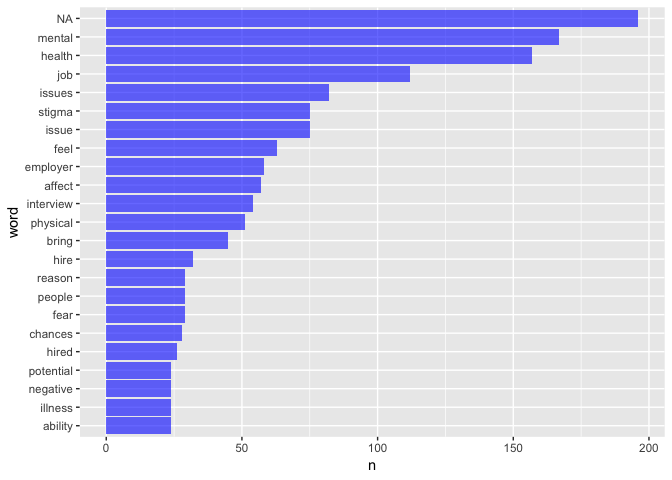 NA
mental
health
job
issues
stigma
issue
feel
employer
affect
interview
physical
bring
hire
reason
people
fear
chances
hired
potential
negative
illness
ability
word
0 50 100 150 200
n